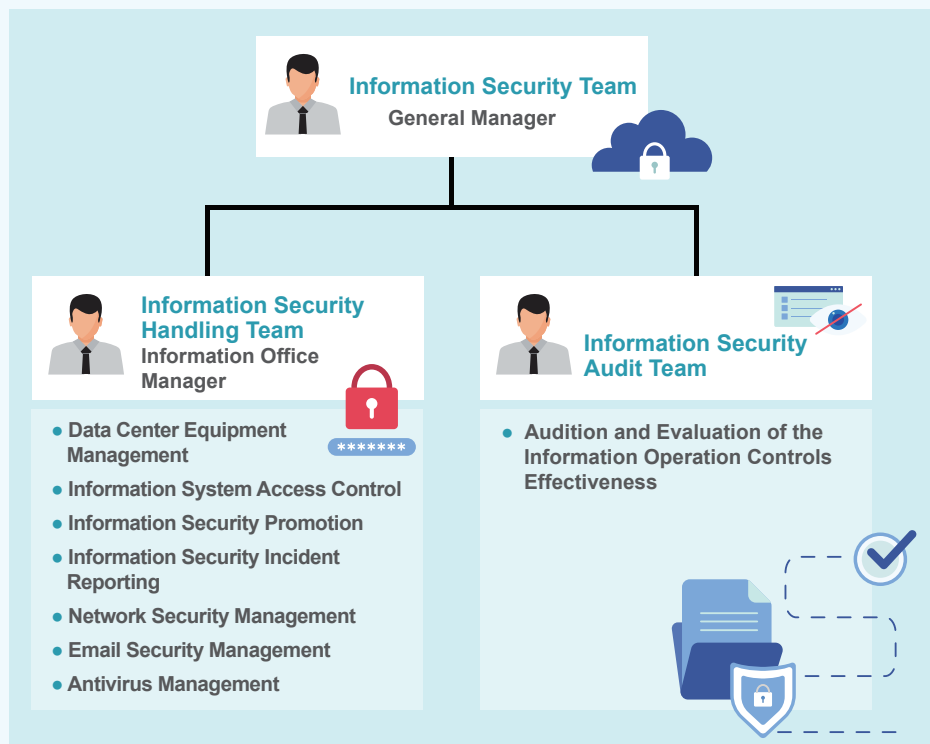 Information Security Team
General Manager
Information Security
Handling Team
Information Office
Manager
*******
• Data Center Equipment
Management
• Information System Access Control
• Information Security Promotion
• Information Security Incident
Reporting
• Network Security Management
• Email Security Management
• Antivirus Management
Information Security
Audit Team
• Audition and Evaluation of the
Information Operation Controls
Effectiveness